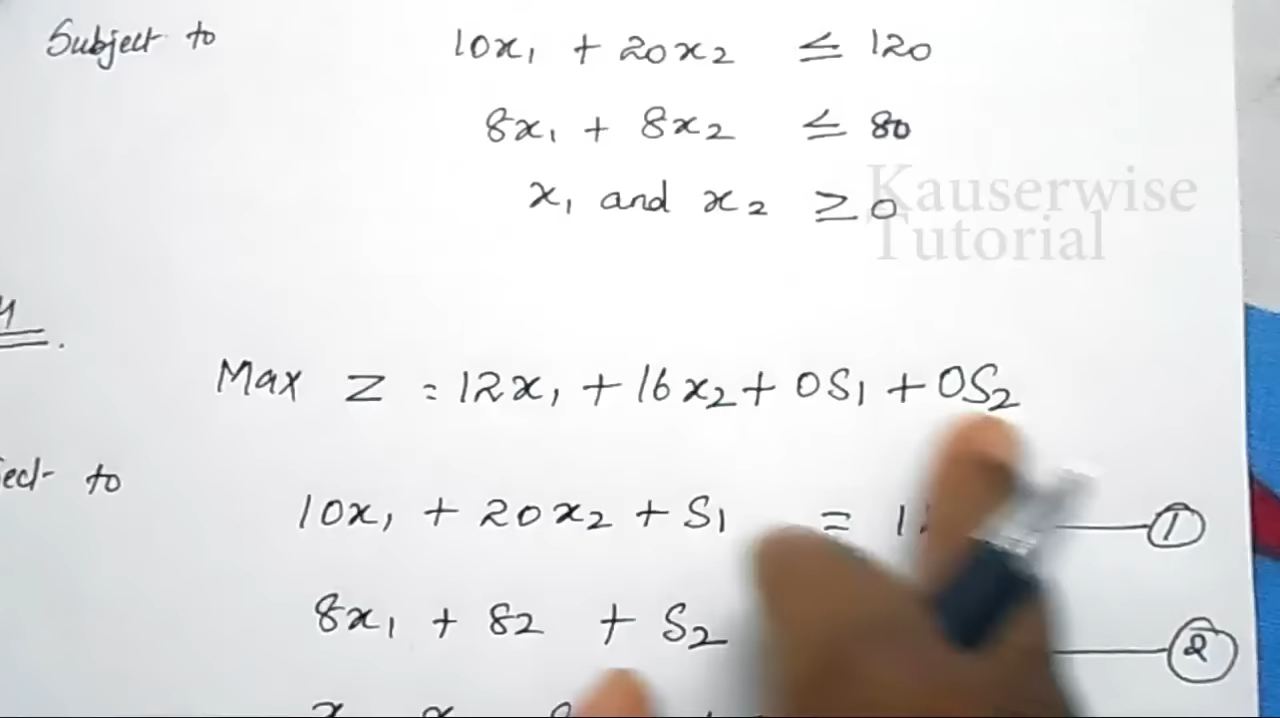 Subject to 10x₁ + 20x₂ ≤ 120
8x₁ + 8x₂ ≤ 80
x₁ and x₂ ≥ 0
Kauserwise
Tutorial
Max Z = 12x₁ + 16x₂ + 0S₁ + 0S₂
to
10x₁ + 20x₂ + S₁ = 1 ①
8x₁ + 82 + S₂ ②